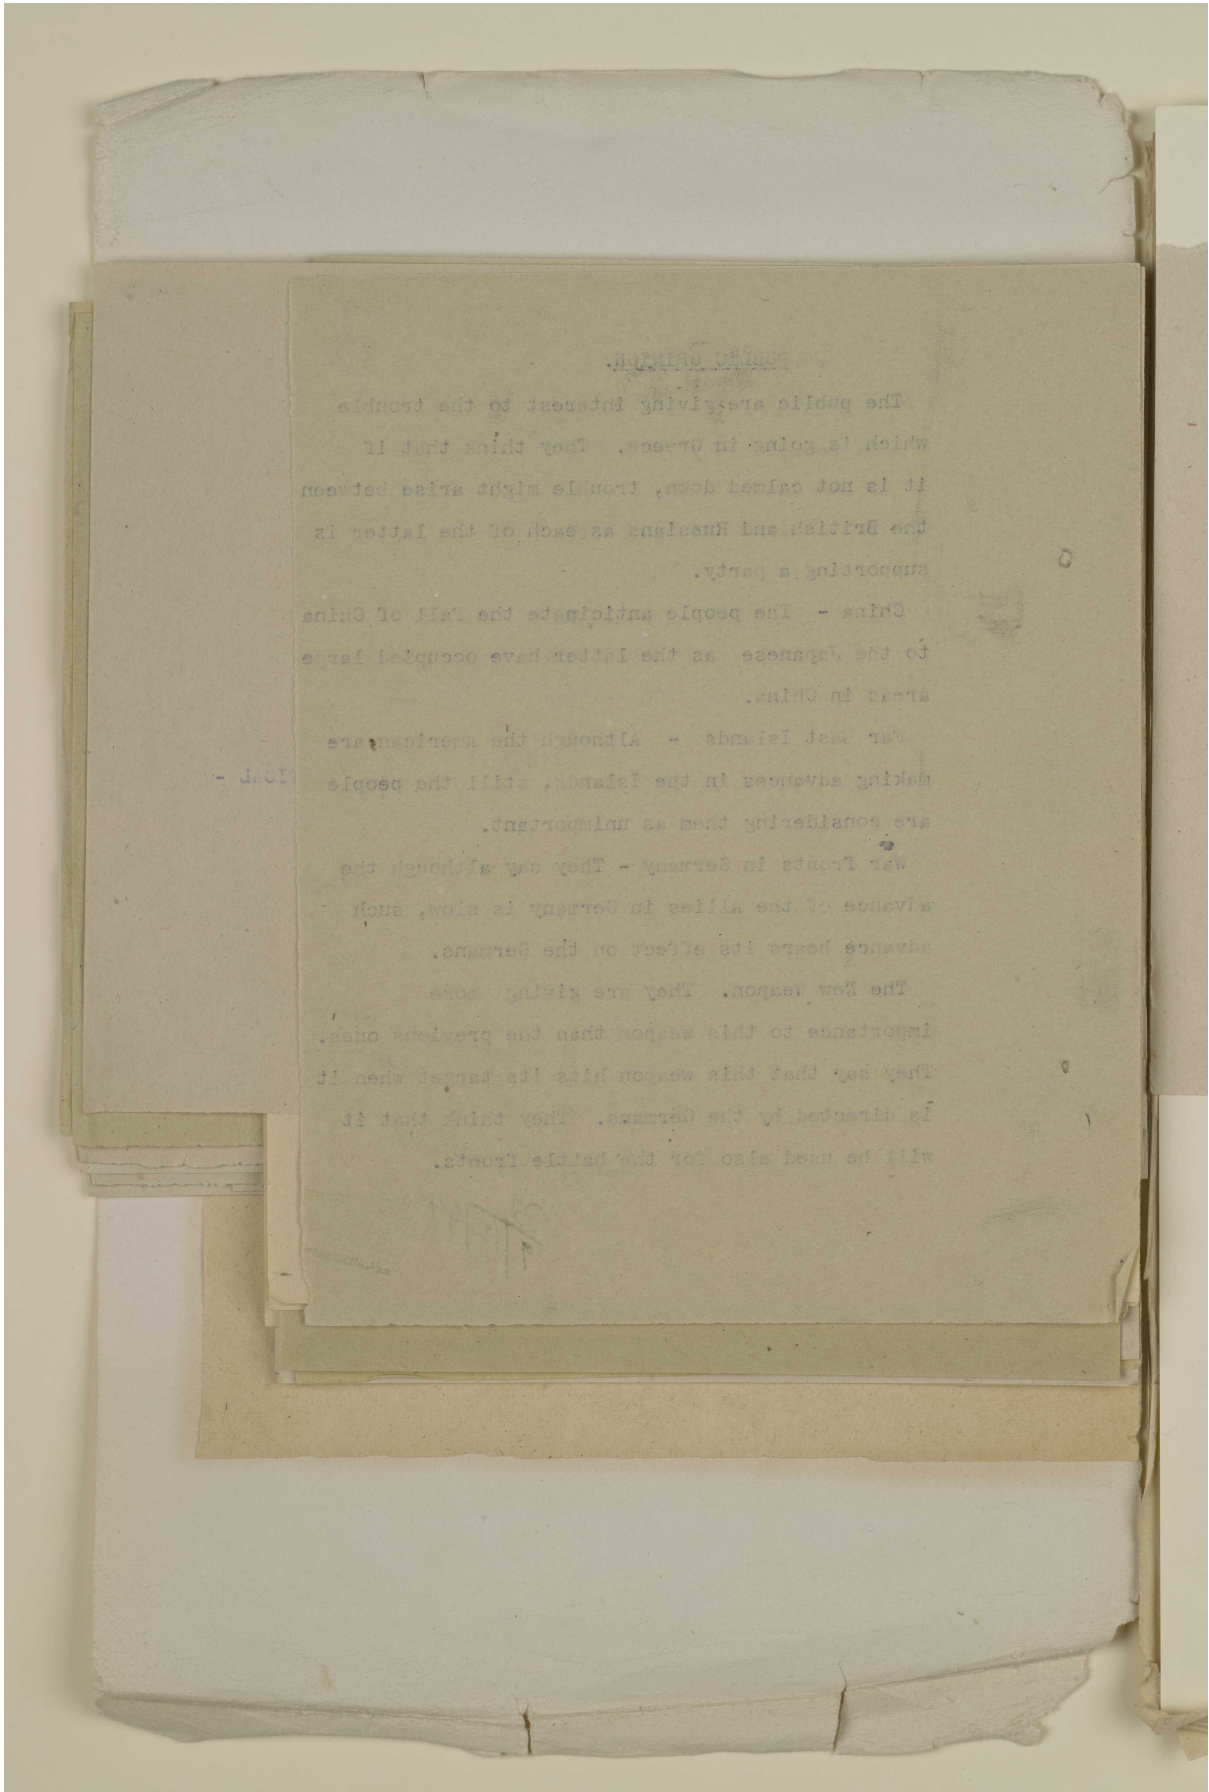 PUBLIC OPINION.
The public are giving interest to the trouble
which is going in Greece. They think that if
it is not calmed down, trouble might arise between
the British and Russians as each of the latter is
supporting a party.
China - The people anticipate the fall of China
to the Japanese as the latter have occupied large
areas in China.
Far East Islands - Although the American are
making advances in the Islands, still the people
are considering them as unimportant.
War fronts in Germany - They say although the
advance of the Allies in Germany is slow, such
advance bears its effect on the Germans.
The New Weapon. They are giving more
importance to this weapon than the previous ones.
They say that this weapon hits its target when it
is directed by the Germans. They think that it
will be used also for the battle fronts.
TICAL -